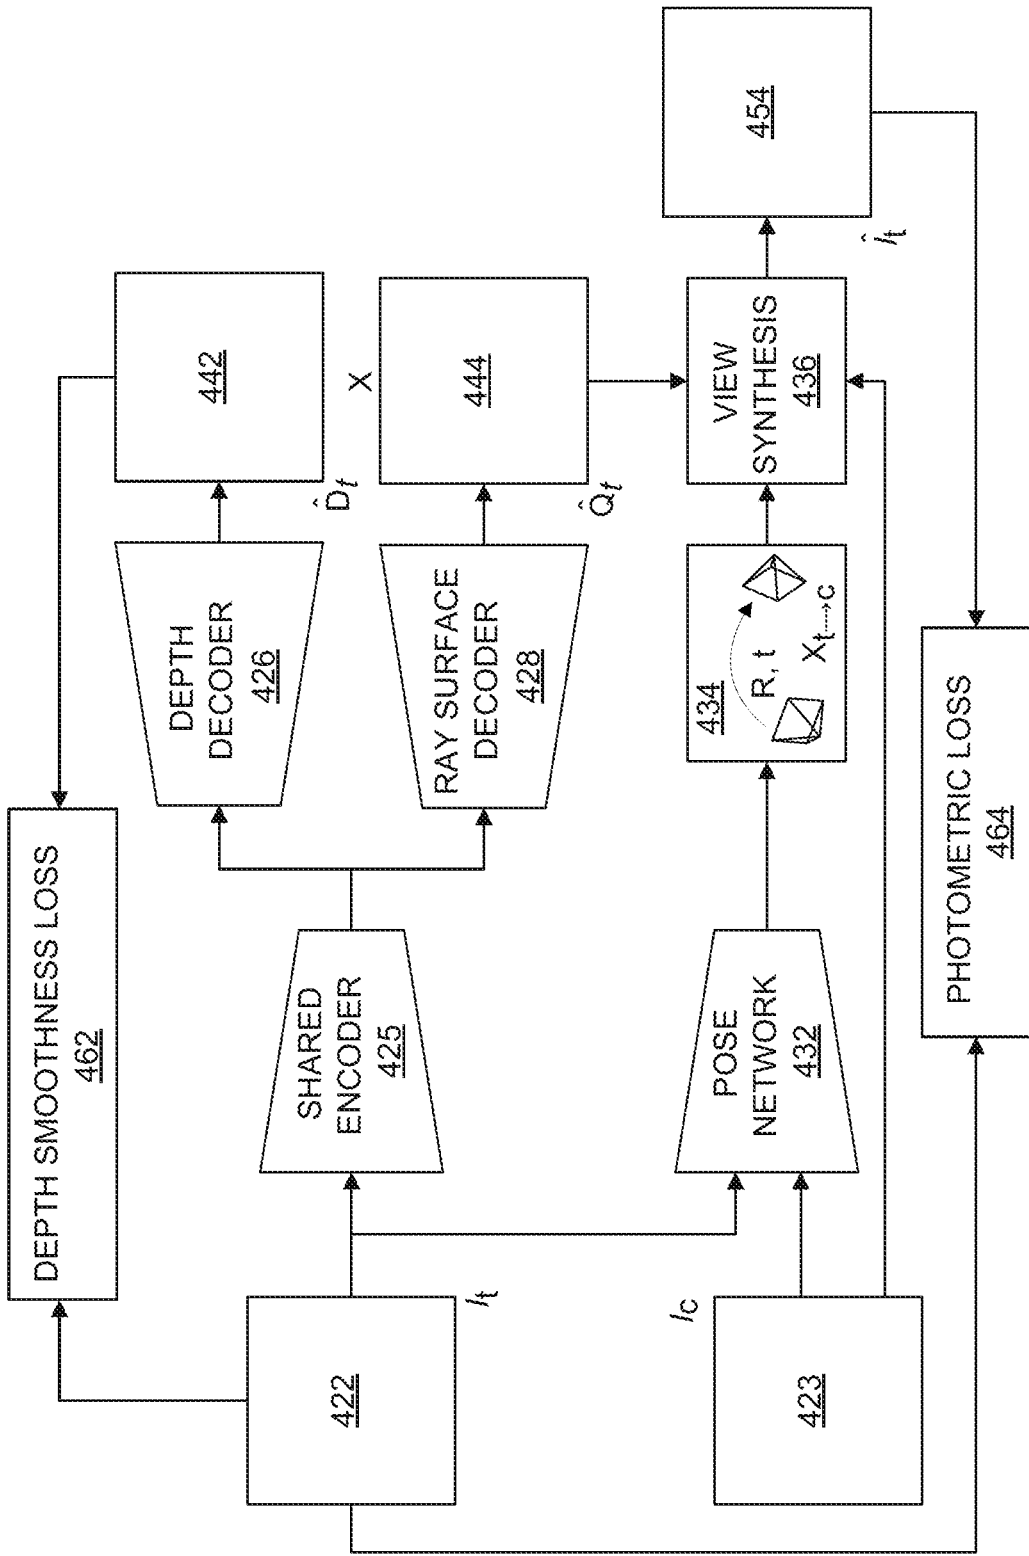 DEPTH SMOOTHNESS LOSS
462
422
I_t
SHARED
ENCODER
425
DEPTH
DECODER
426
442
D̂_t
X
RAY SURFACE
DECODER
428
444
Q̂_t
423
I_c
POSE
NETWORK
432
434
R, t
X_t→c
VIEW
SYNTHESIS
436
454
Î_t
PHOTOMETRIC LOSS
464